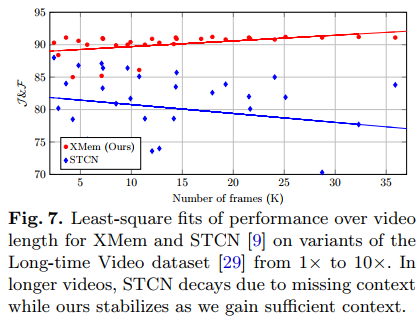 95
90
85
80
75
70
J&F
XMem (Ours)
STCN
5 10 15 20 25 30 35
Number of frames (K)
Fig. 7. Least-square fits of performance over video
length for XMem and STCN [9] on variants of the
Long-time Video dataset [29] from 1× to 10×. In
longer videos, STCN decays due to missing context
while ours stabilizes as we gain sufficient context.